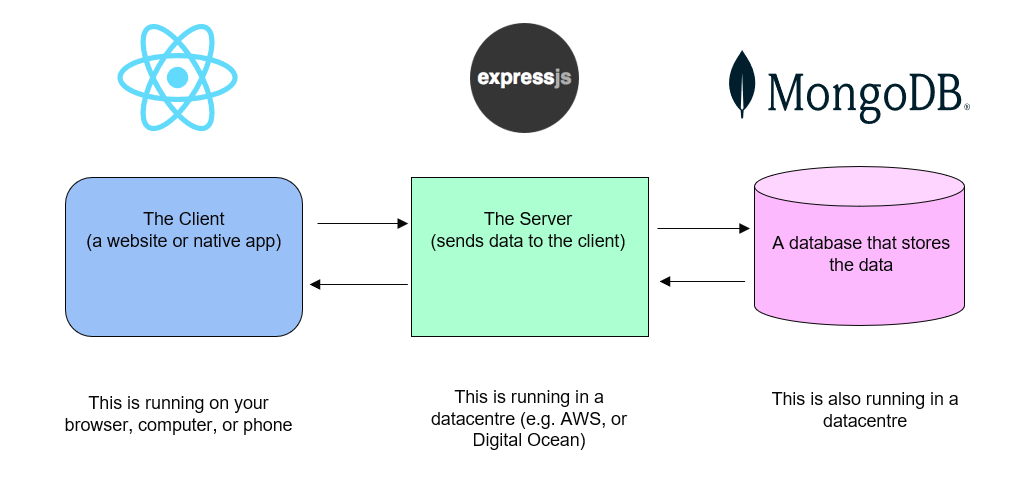 expressjs
MongoDB®
The Client
(a website or native app)
The Server
(sends data to the client)
A database that stores
the data
This is running on your
browser, computer, or phone
This is running in a
datacentre (e.g. AWS, or
Digital Ocean)
This is also running in a
datacentre